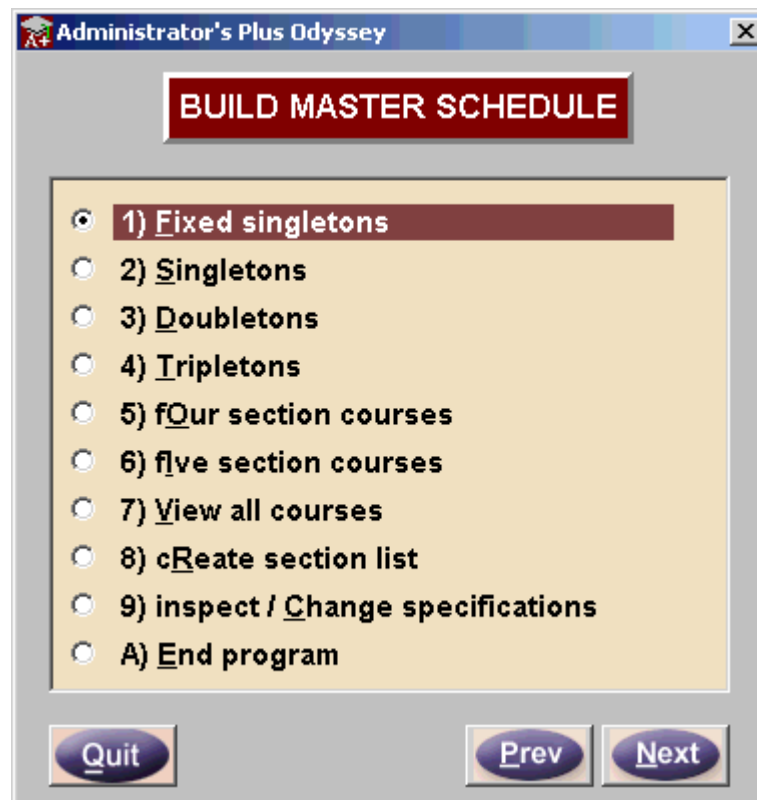 Administrator's Plus Odyssey
BUILD MASTER SCHEDULE
1) Fixed singletons
2) Singletons
3) Doubletons
4) Tripletons
5) fOur section courses
6) fIve section courses
7) View all courses
8) cReate section list
9) inspect / Change specifications
A) End program
Quit Prev Next